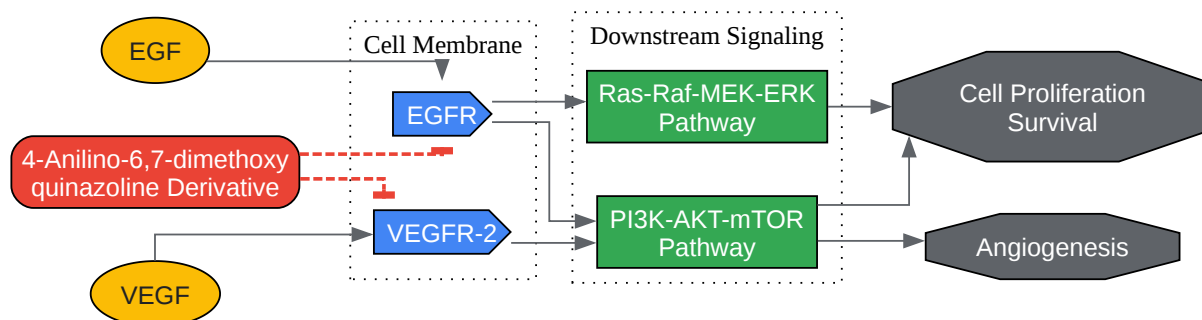 EGF
Cell Membrane
Downstream Signaling
EGFR
Ras-Raf-MEK-ERK
Pathway
Cell Proliferation
Survival
4-Anilino-6,7-dimethoxy
quinazoline Derivative
VEGFR-2
PI3K-AKT-mTOR
Pathway
Angiogenesis
VEGF